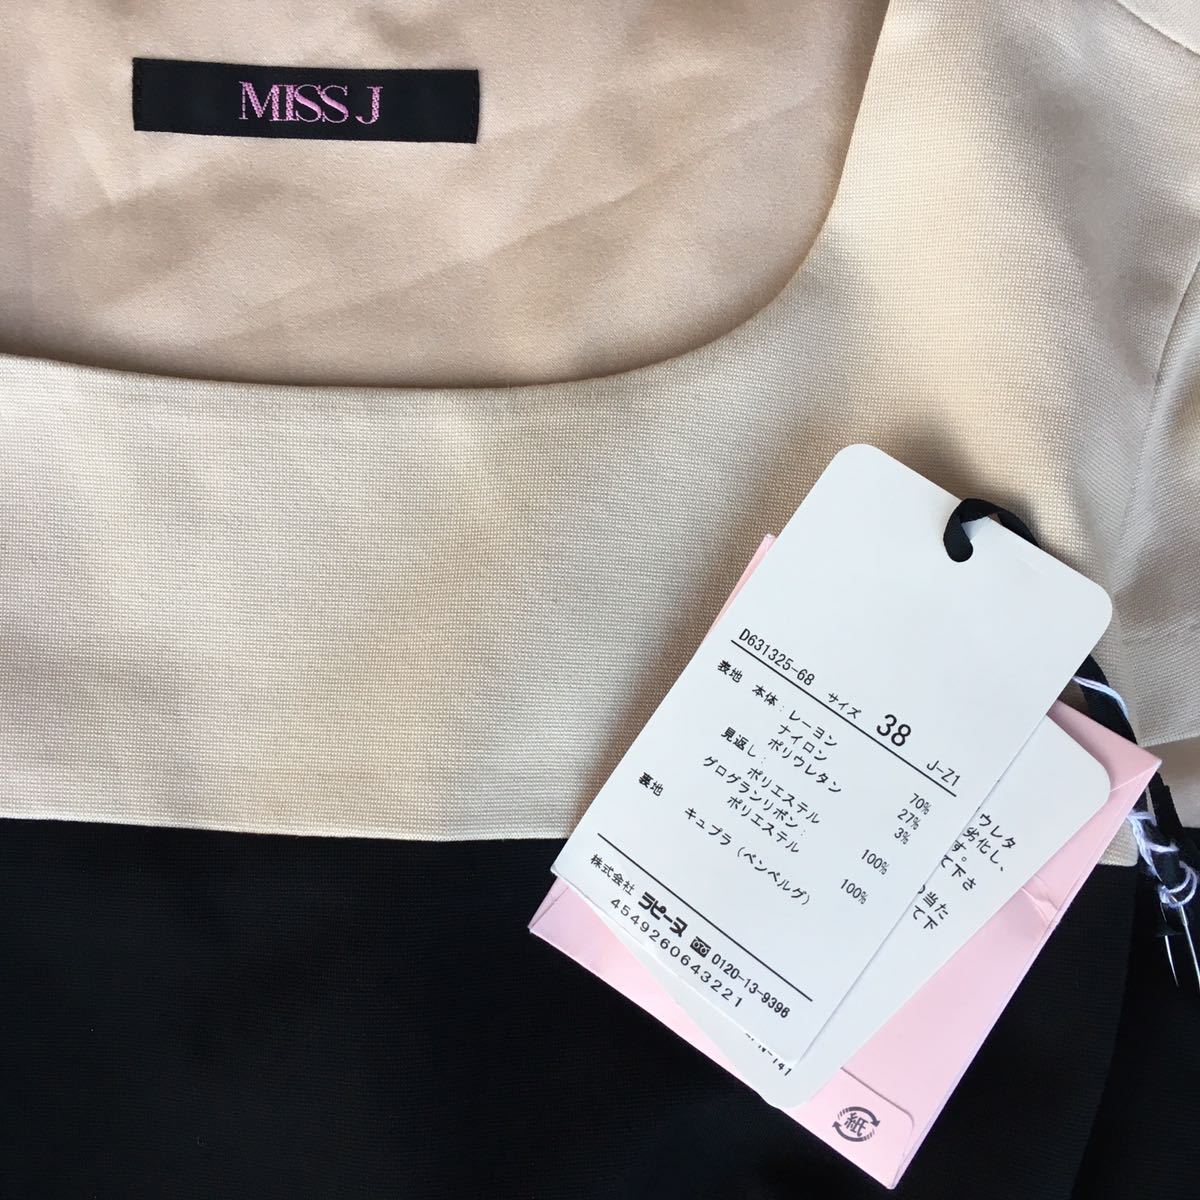 MISS J
D631325-68 サイズ 38 J-Z1
表地 本体: レーヨン 70%
ナイロン 27%
ポリウレタン 3%
見返し:
ポリエステル 100%
グログランリボン:
ポリエステル 100%
裏地 キュプラ(ベンベルグ)
株式会社 ラピーヌ 0120-13-9396
4549260643221
ウレタ
劣化し、
す。
て下さ
の当た
て下
紙